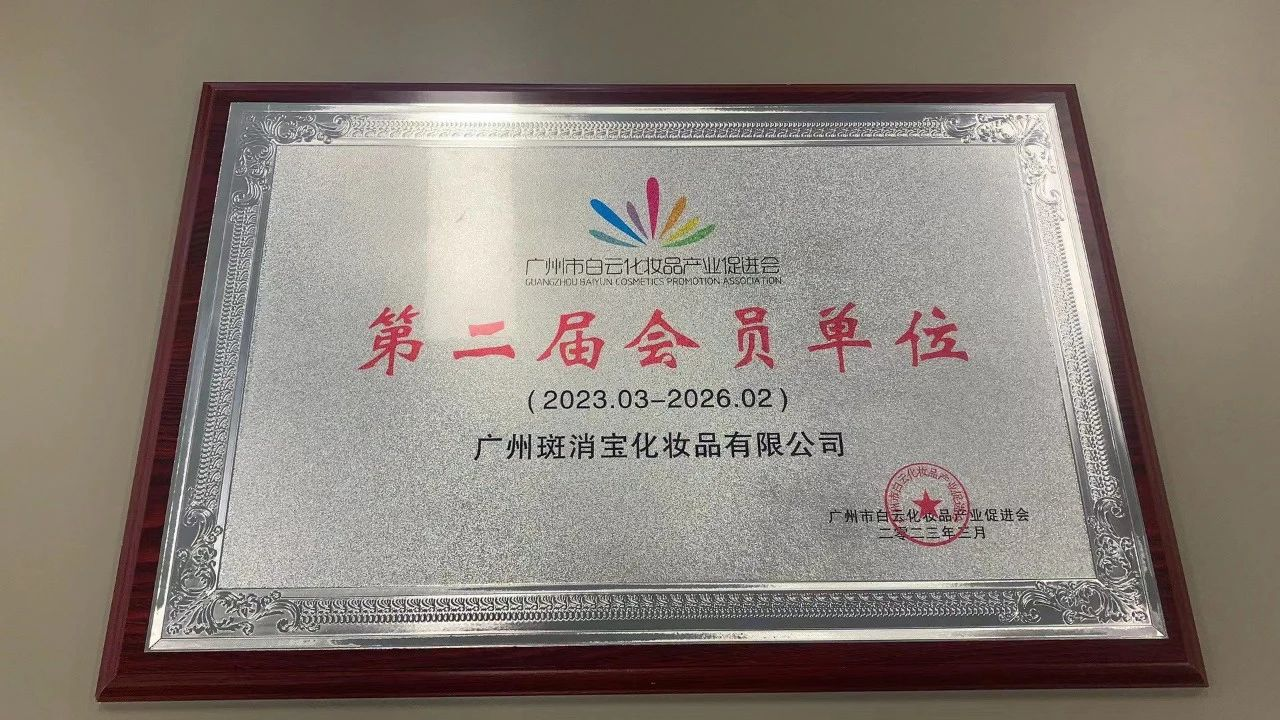 广州市白云化妆品产业促进会
GUANGZHOU BAIYUN COSMETICS PROMOTION ASSOCIATION
第二届会员单位
(2023.03-2026.02)
广州斑消宝化妆品有限公司
广州市白云化妆品产业促进会
二零二三年三月